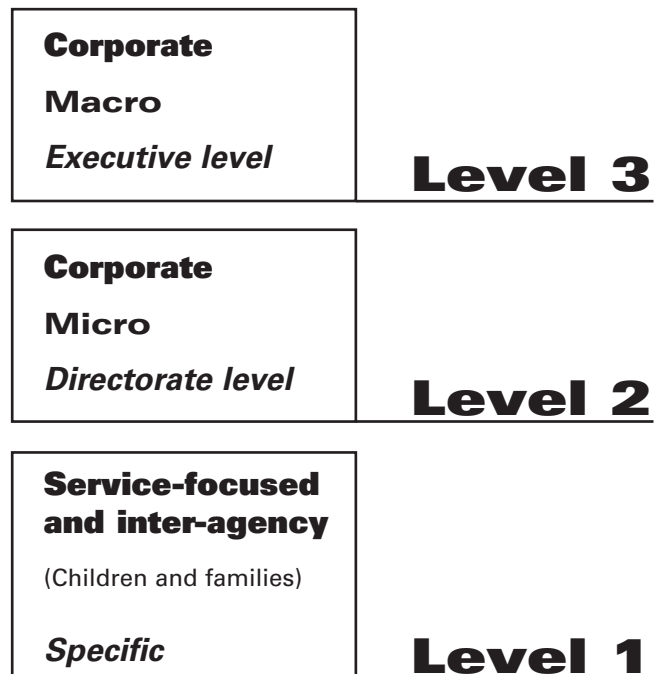 Corporate
Macro
Executive level
Level 3
Corporate
Micro
Directorate level
Level 2
Service-focused
and inter-agency
(Children and families)
Specific
Level 1